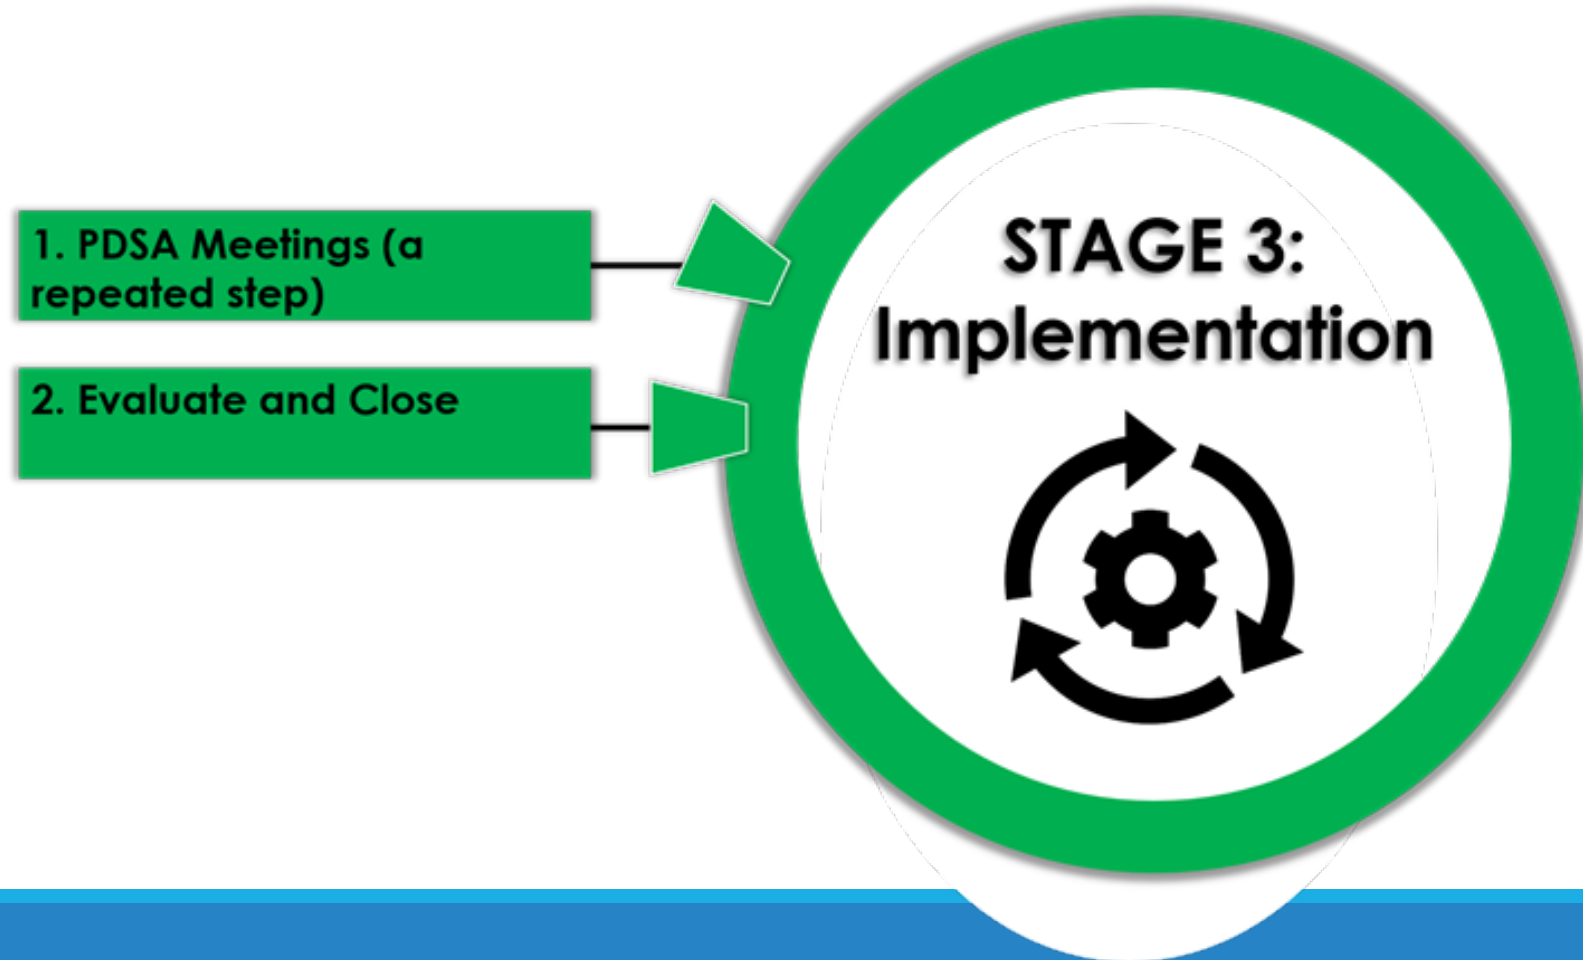 1. PDSA Meetings (a
repeated step)
2. Evaluate and Close
STAGE 3:
Implementation